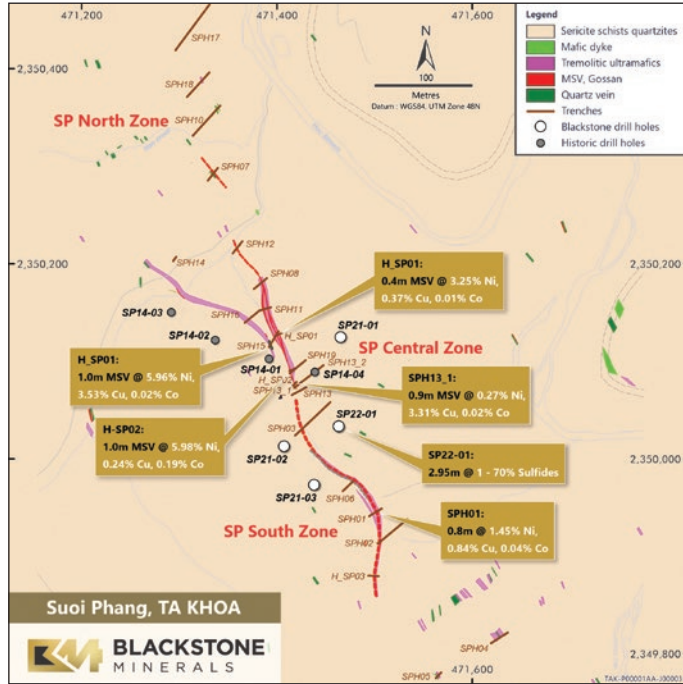 471,200
471,400
2,350,400
100
Metres
Datum : WGS84, UTM Zone 48N
Legend
Sericite schists quartzites
Mafic dyke
Tremolitic ultramafics
MSV, Gossan
Quartz vein
Trenches
Blackstone drill holes
Historic drill holes
SPH17
SPH18
SPH10
SP North Zone
SPH07
SPH12
2,350,200
2,350,200
SPH14
SPH08
H_SP01:
0.4m MSV @ 3.25% Ni,
0.37% Cu, 0.01% Co
SP14-03
SPH11
SPH16
SP21-01
SP14-02
H_SP01
SPH15
SP Central Zone
H_SP01:
1.0m MSV @ 5.96% Ni,
3.53% Cu, 0.02% Co
SP14-01
SPH19
SPH13_2
SP14-04
H_SP02
SPH13_1
SPH13
SPH13_1:
0.9m MSV @ 0.27% Ni,
3.31% Cu, 0.02% Co
H-SP02:
1.0m MSV @ 5.98% Ni,
0.24% Cu, 0.19% Co
SP22-01
SPH03
SP22-01:
2.95m @ 1 - 70% Sulfides
SP21-02
2,350,000
SP21-03
SPH06
SPH01:
0.8m @ 1.45% Ni,
0.84% Cu, 0.04% Co
SP South Zone
SPH01
SPH02
H_SP03
Suoi Phang, TA KHOA
BLACKSTONE
MINERALS
SPH04
2,349,800
SPH05
471,600
TAK-P00001AA-J00003